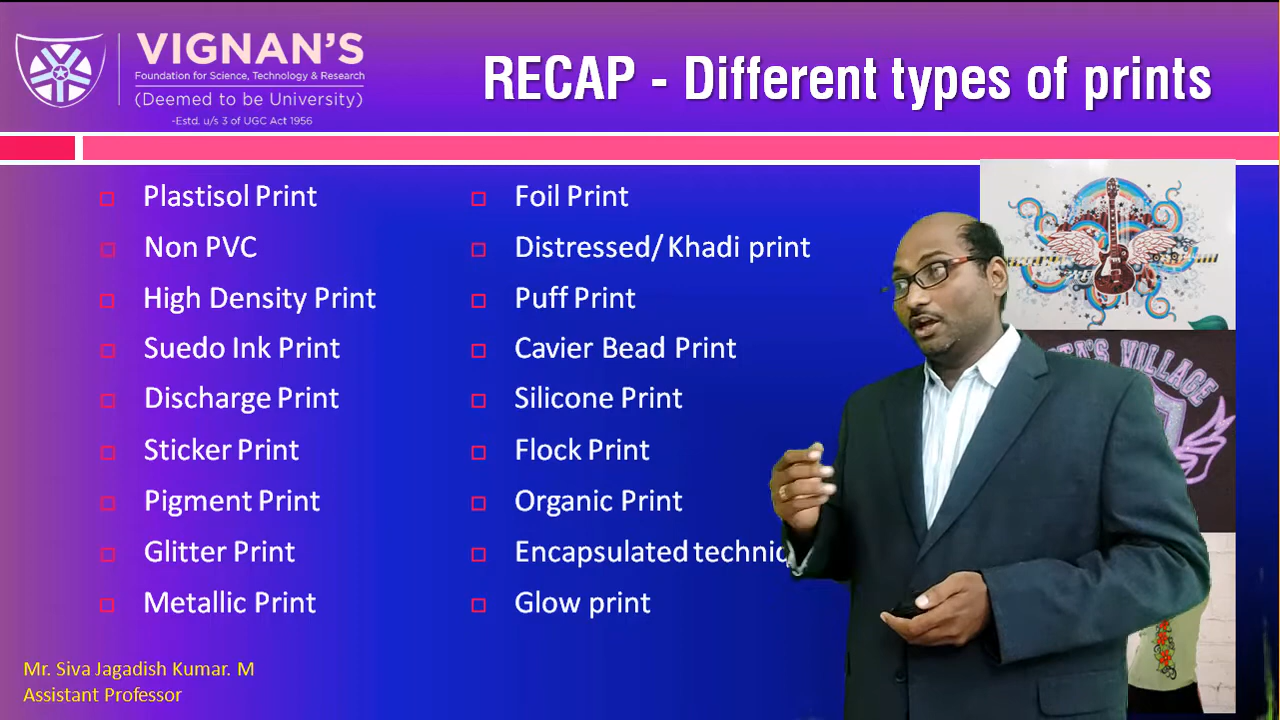 VIGNAN'S
Foundation for Science, Technology & Research
(Deemed to be University)
-Estd. u/s 3 of UGC Act 1956
RECAP - Different types of prints
Plastisol Print
Non PVC
High Density Print
Suedo Ink Print
Discharge Print
Sticker Print
Pigment Print
Glitter Print
Metallic Print
Foil Print
Distressed/ Khadi print
Puff Print
Cavier Bead Print
Silicone Print
Flock Print
Organic Print
Encapsulated
Glow print
VILLAGE
Mr. Siva Jagadish Kumar. M
Assistant Professor